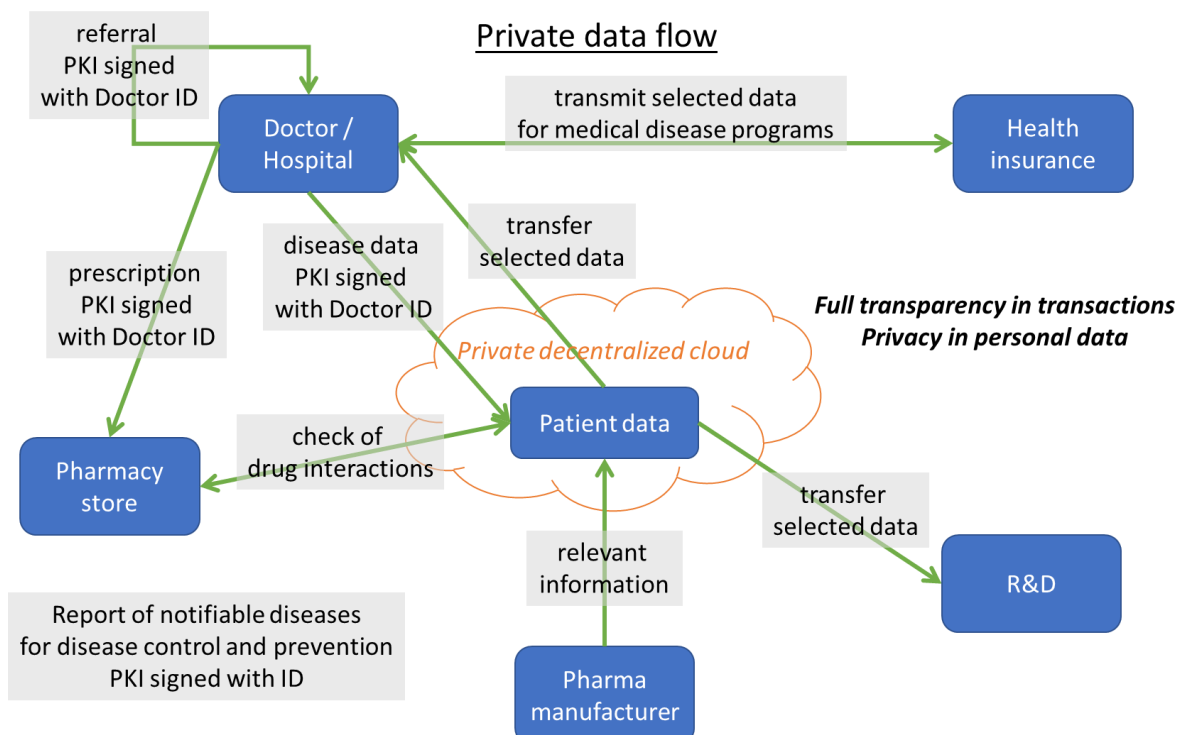 referral
PKI signed
with Doctor ID
Private data flow
Doctor /
Hospital
transmit selected data
for medical disease programs
Health
insurance
disease data
PKI signed
with Doctor ID
transfer
selected data
prescription
PKI signed
with Doctor ID
Full transparency in transactions
Privacy in personal data
Private decentralized cloud
Patient data
check of
drug interactions
Pharmacy
store
transfer
selected data
relevant
information
R&D
Report of notifiable diseases
for disease control and prevention
PKI signed with ID
Pharma
manufacturer